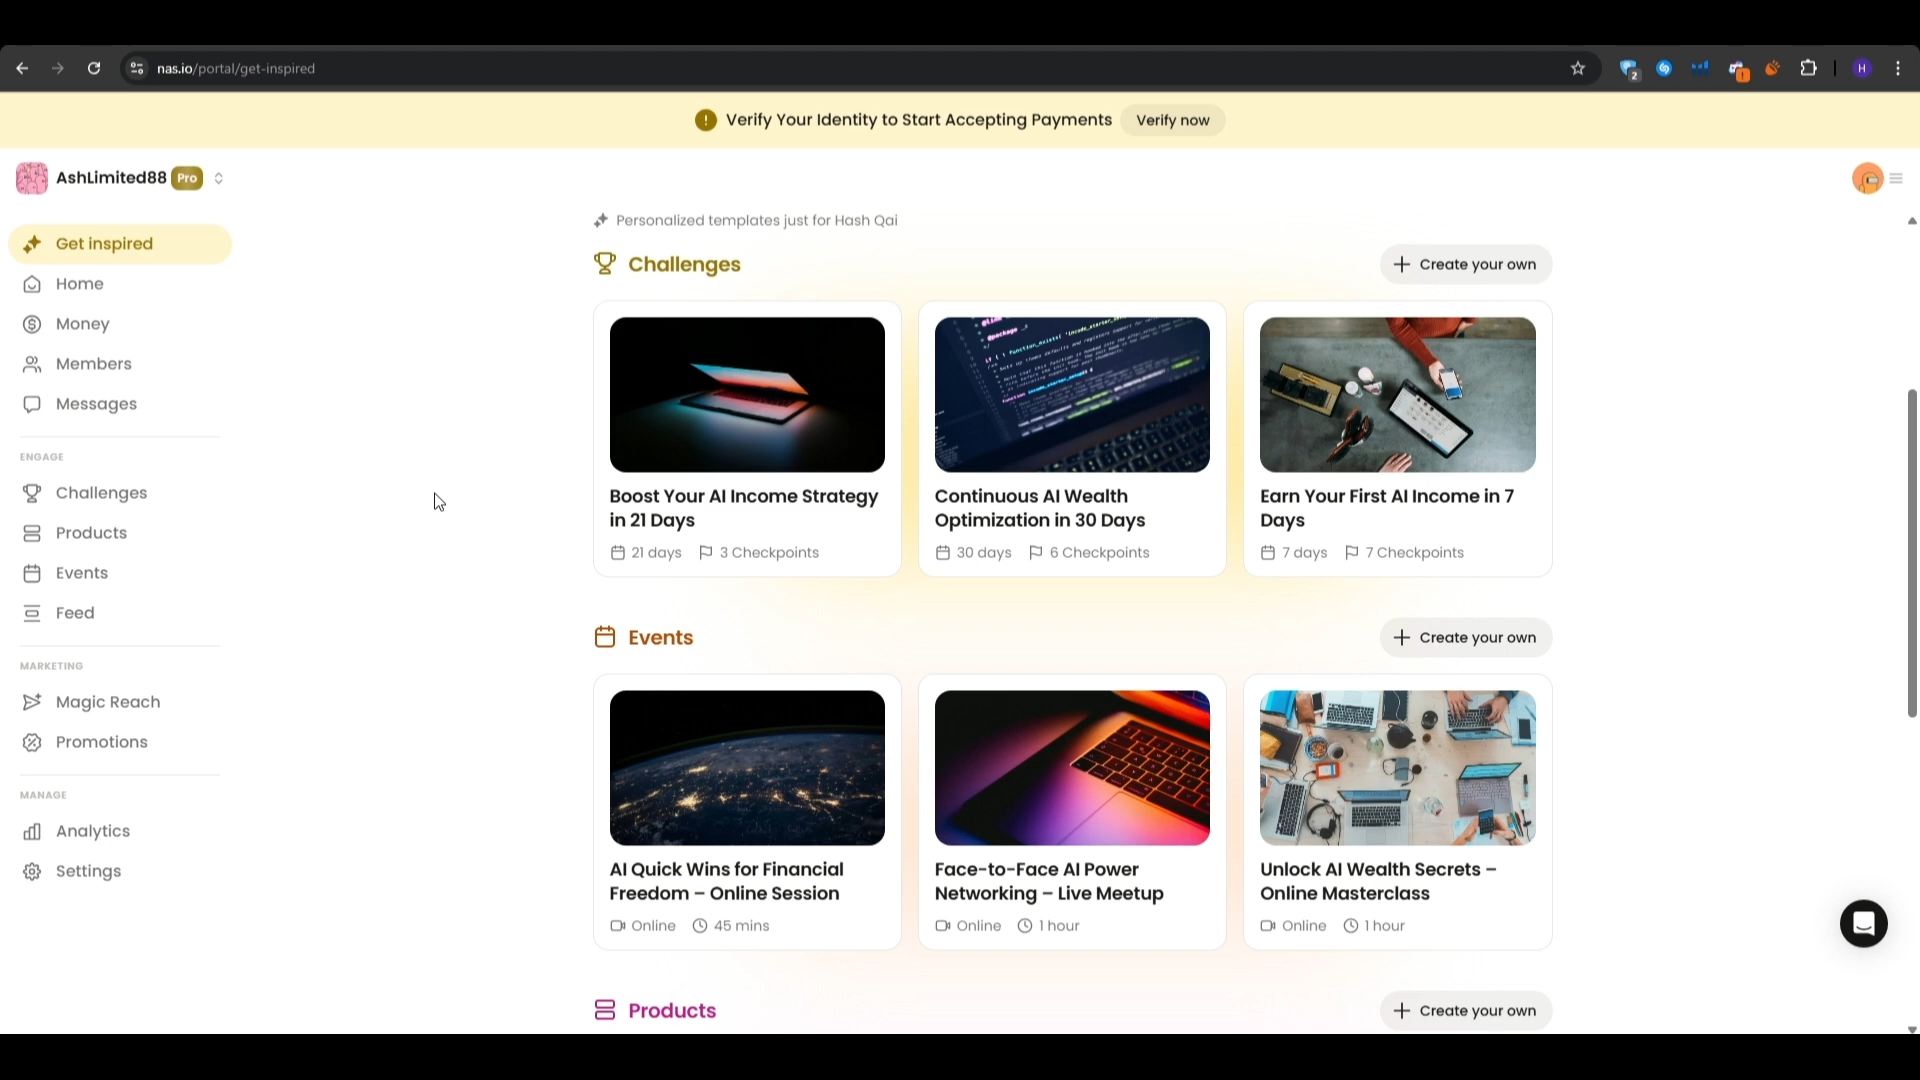 nas.io/portal/get-inspired
2
!
H
! Verify Your Identity to Start Accepting Payments Verify now
AshLimited88 Pro
Get inspired
Home
Money
Members
Messages
ENGAGE
Challenges
Products
Events
Feed
MARKETING
Magic Reach
Promotions
MANAGE
Analytics
Settings
Personalized templates just for Hash Qai
Challenges
Create your own
Boost Your AI Income Strategy
in 21 Days
21 days 3 Checkpoints
Continuous AI Wealth
Optimization in 30 Days
30 days 6 Checkpoints
Earn Your First AI Income in 7
Days
7 days 7 Checkpoints
Events
Create your own
AI Quick Wins for Financial
Freedom – Online Session
Online 45 mins
Face-to-Face AI Power
Networking – Live Meetup
Online 1 hour
Unlock AI Wealth Secrets –
Online Masterclass
Online 1 hour
Products
Create your own